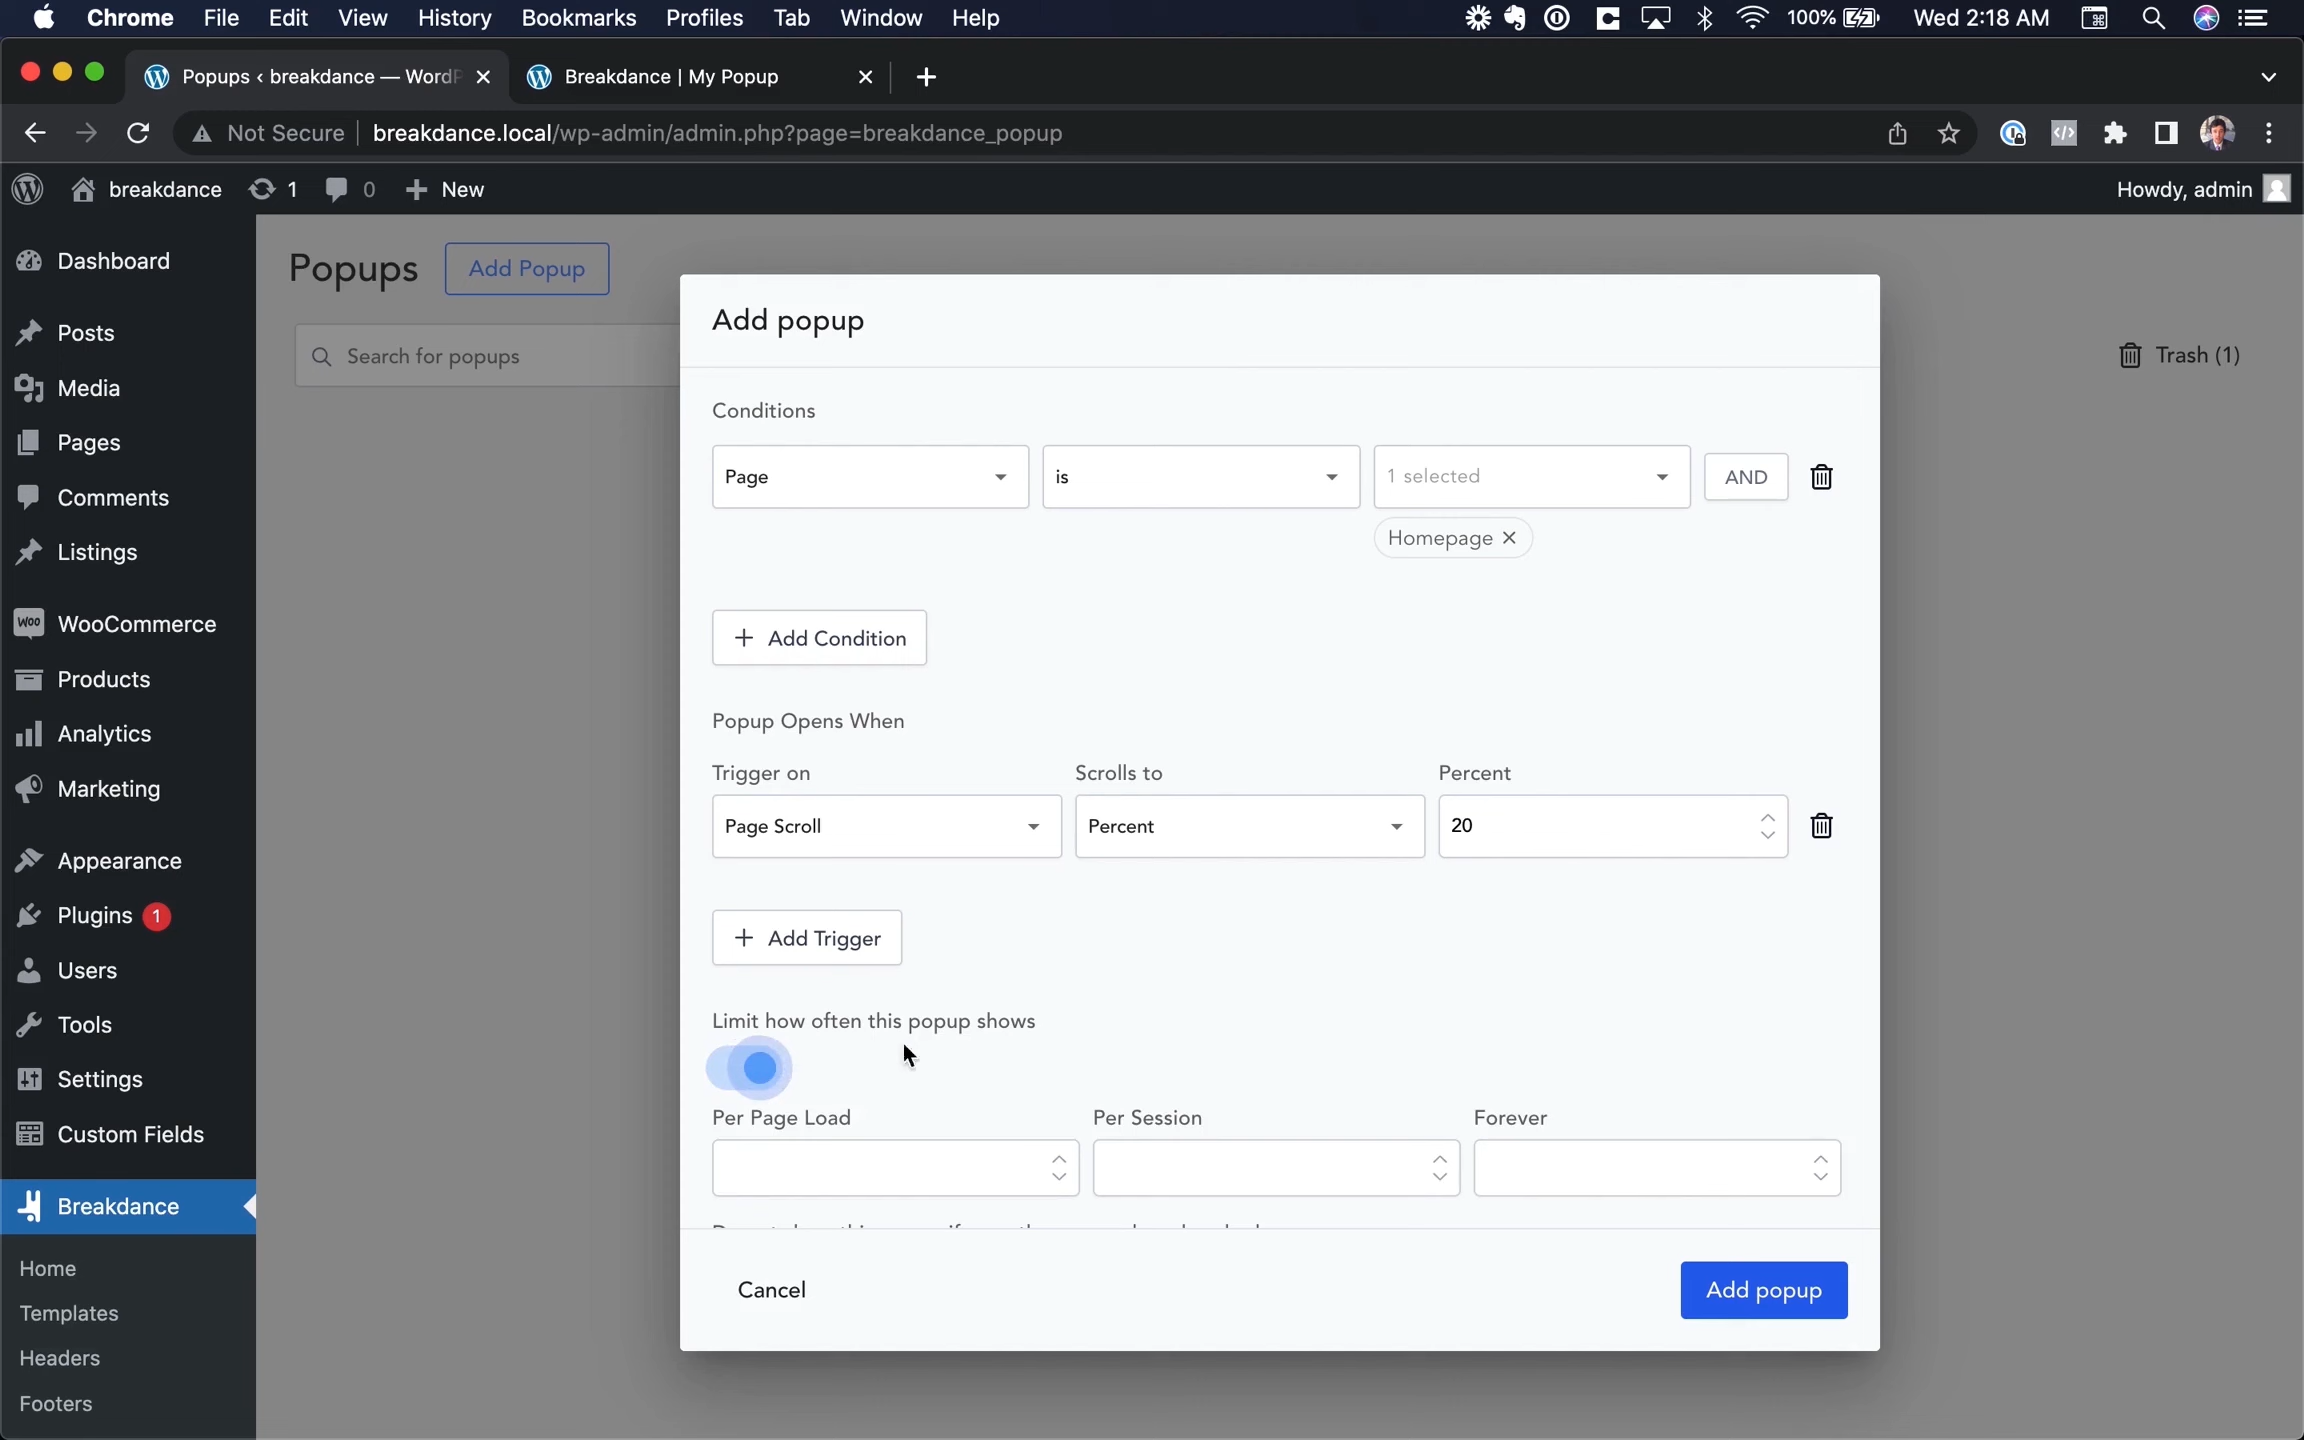 Chrome File Edit View History Bookmarks Profiles Tab Window Help 100% Wed 2:18 AM
Popups ‹ breakdance — WordP Breakdance | My Popup
Not Secure breakdance.local/wp-admin/admin.php?page=breakdance_popup
breakdance 1 0 New Howdy, admin
Dashboard
Posts
Media
Pages
Comments
Listings
WooCommerce
Products
Analytics
Marketing
Appearance
Plugins 1
Users
Tools
Settings
Custom Fields
Breakdance
Home
Templates
Headers
Footers
Popups Add Popup
Search for popups
Trash (1)
Add popup
Conditions
Page is 1 selected AND
Homepage
Add Condition
Popup Opens When
Trigger on Scrolls to Percent
Page Scroll Percent 20
Add Trigger
Limit how often this popup shows
Per Page Load Per Session Forever
Cancel Add popup